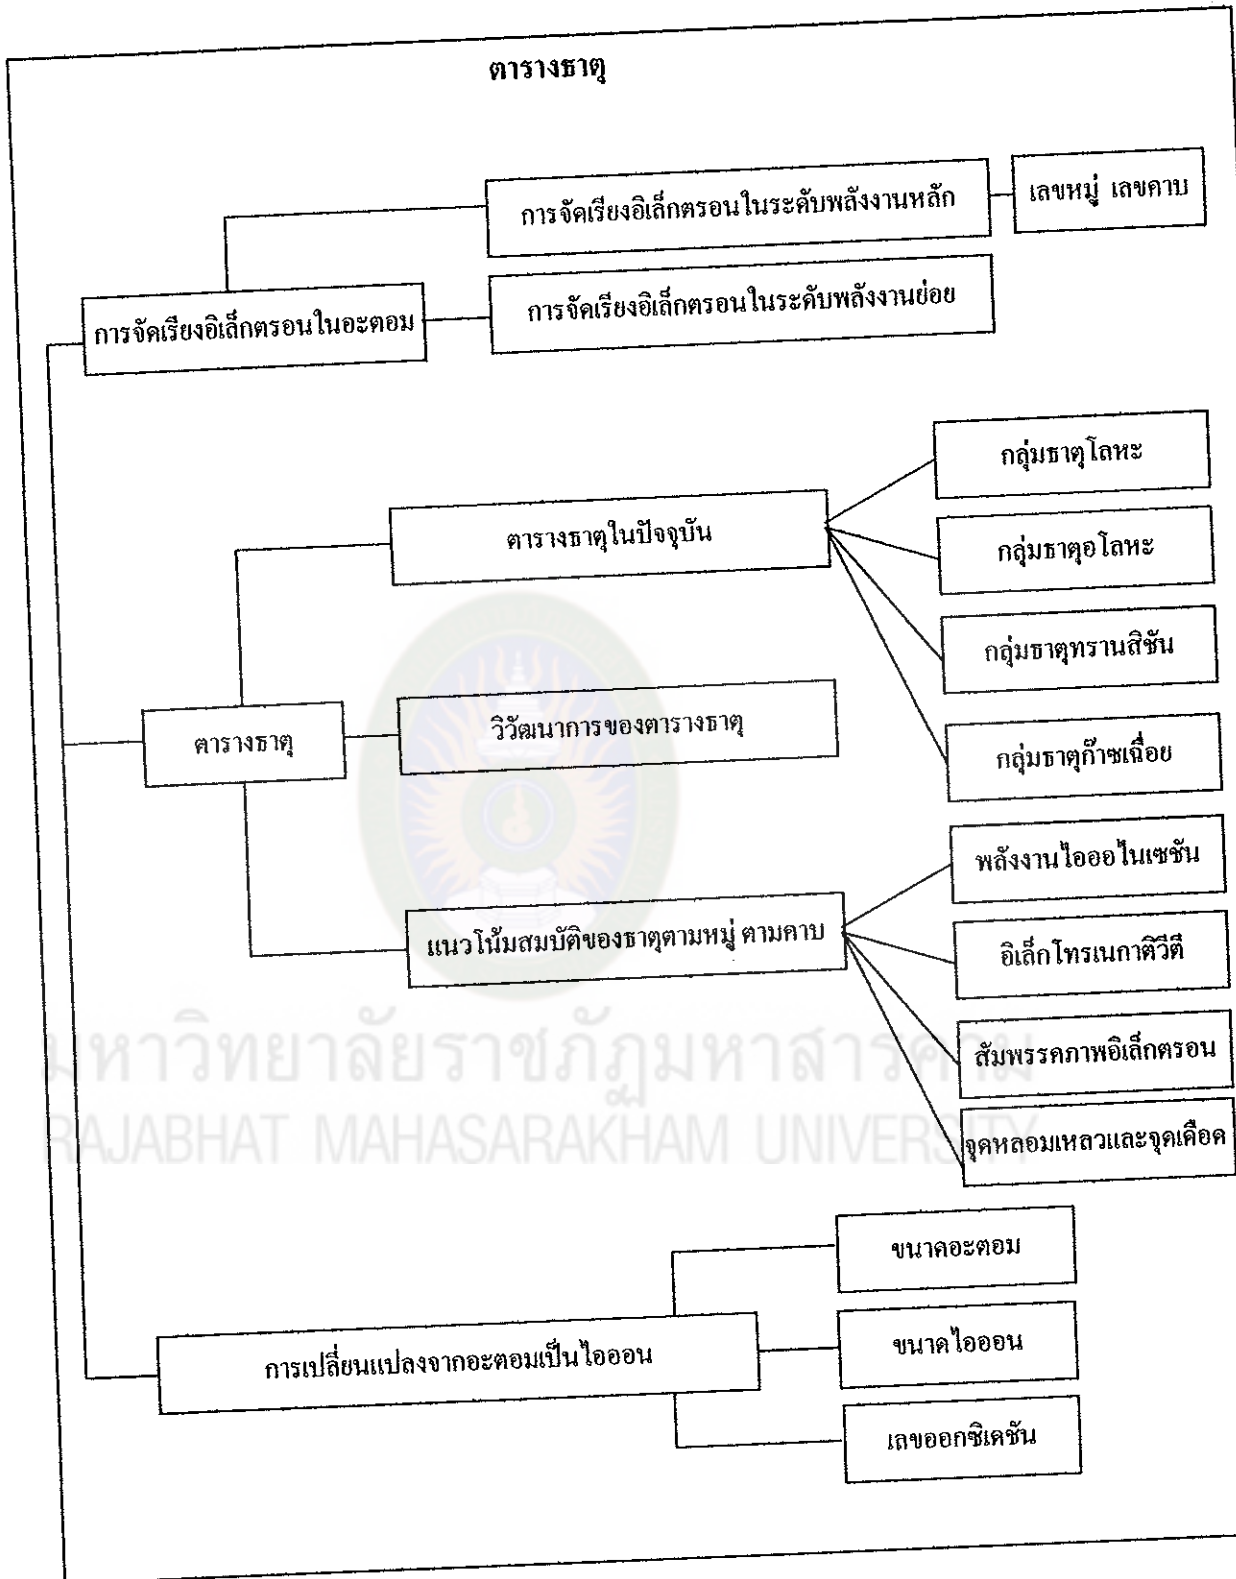 ตารางธาตุ
การจัดเรียงอิเล็กตรอนในระดับพลังงานหลัก
เลขหมู่ เลขคาบ
การจัดเรียงอิเล็กตรอนในอะตอม
การจัดเรียงอิเล็กตรอนในระดับพลังงานย่อย
กลุ่มธาตุโลหะ
ตารางธาตุในปัจจุบัน
กลุ่มธาตุอโลหะ
กลุ่มธาตุทรานสิชัน
ตารางธาตุ
วิวัฒนาการของตารางธาตุ
กลุ่มธาตุก๊าซเฉื่อย
พลังงานไอออไนเซชัน
แนวโน้มสมบัติของธาตุตามหมู่ ตามคาบ
อิเล็กโทรเนกาติวีตี
สัมพรรคภาพอิเล็กตรอน
มหาวิทยาลัยราชภัฏมหาสารคาม
RAJABHAT MAHASARAKHAM UNIVERSITY
จุดหลอมเหลวและจุดเดือด
ขนาดอะตอม
การเปลี่ยนแปลงจากอะตอมเป็นไอออน
ขนาดไอออน
เลขออกซิเดชัน